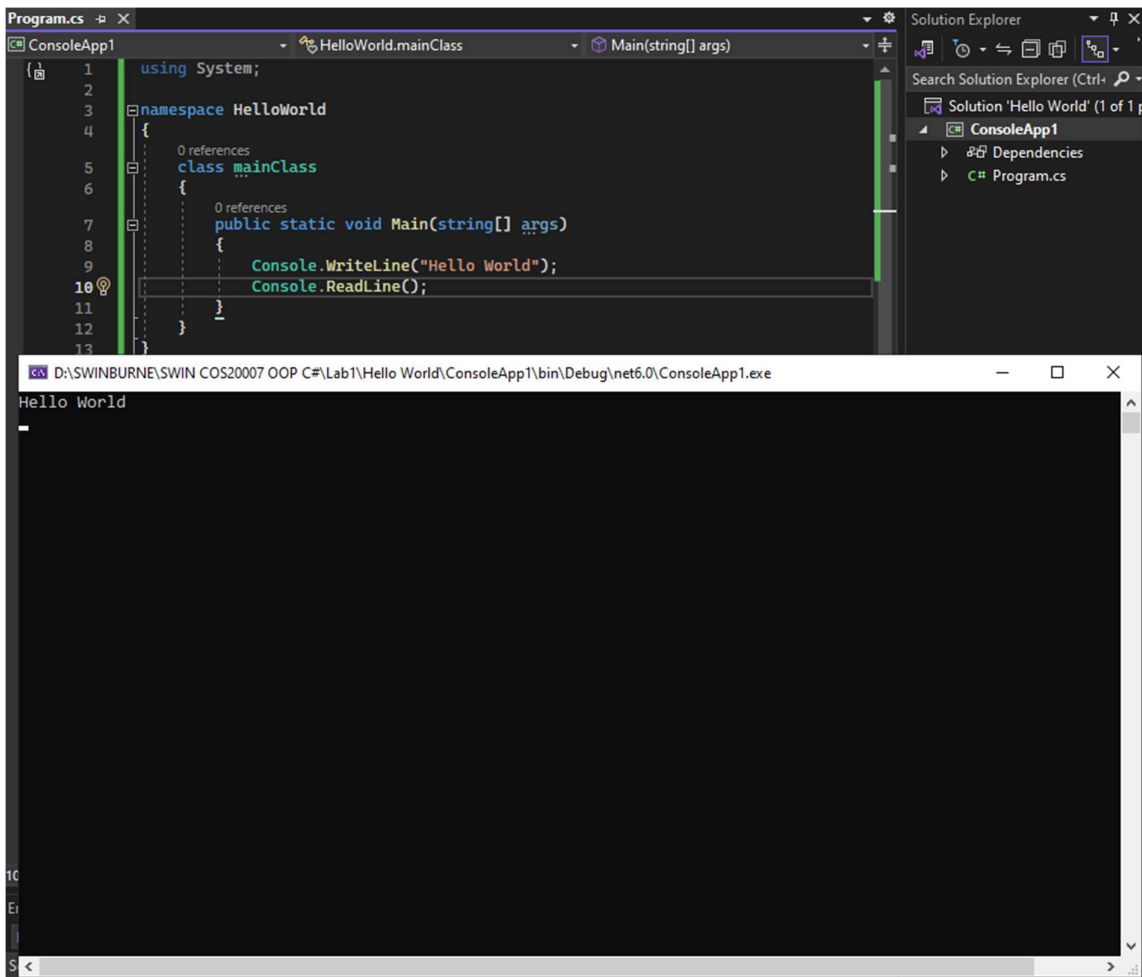 Program.cs
ConsoleApp1 HelloWorld.mainClass Main(string[] args)
1 using System;
2
3 namespace HelloWorld
4 {
0 references
5 class mainClass
6 {
0 references
7 public static void Main(string[] args)
8 {
9 Console.WriteLine("Hello World");
10 Console.ReadLine();
11 }
12 }
13 }
Solution Explorer
Search Solution Explorer (Ctrl+
Solution 'Hello World' (1 of 1 p
C# ConsoleApp1
Dependencies
C# Program.cs
D:\SWINBURNE\SWIN COS20007 OOP C#\Lab1\Hello World\ConsoleApp1\bin\Debug\net6.0\ConsoleApp1.exe
Hello World
10